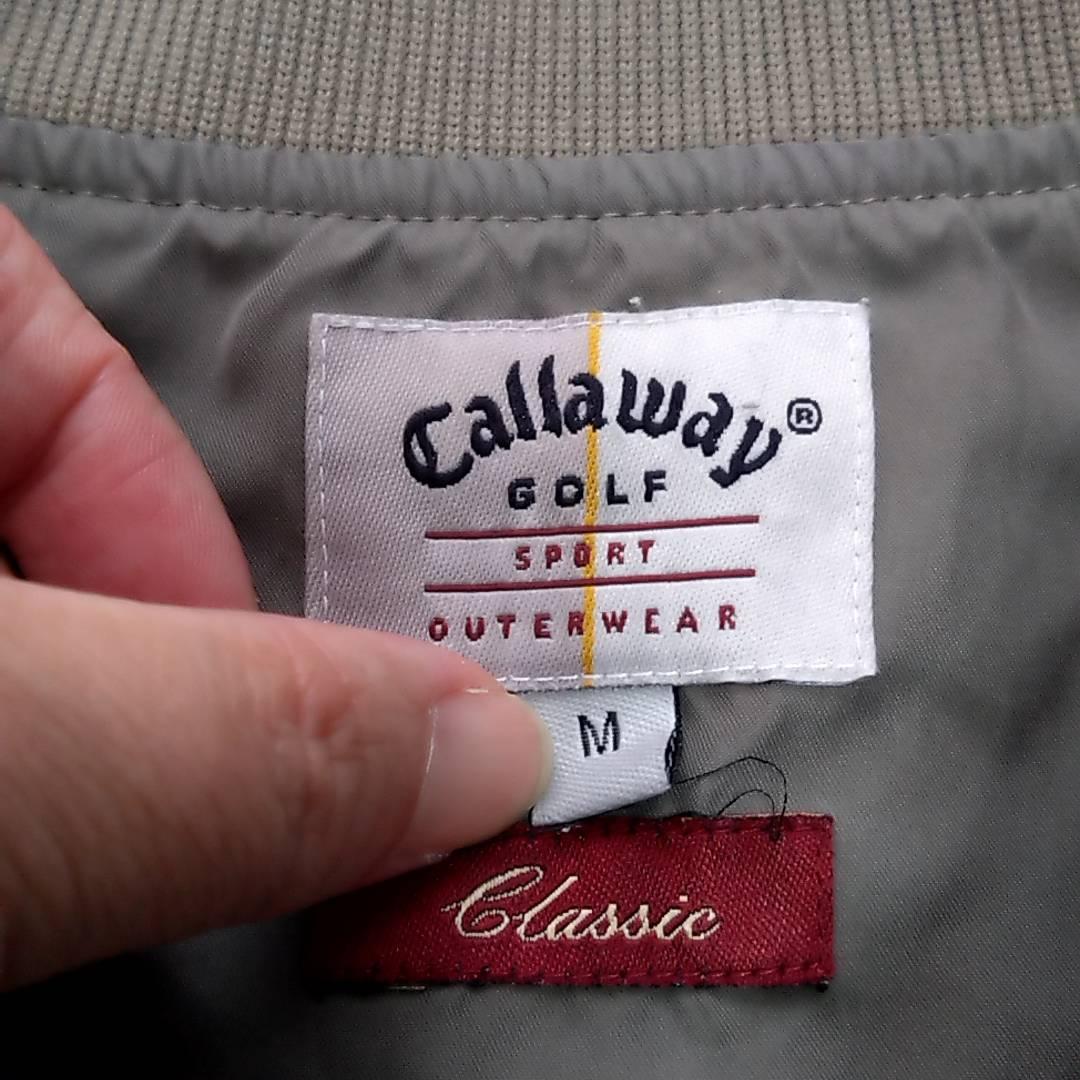 Callaway®
GOLF
SPORT
OUTERWEAR
M
Classic